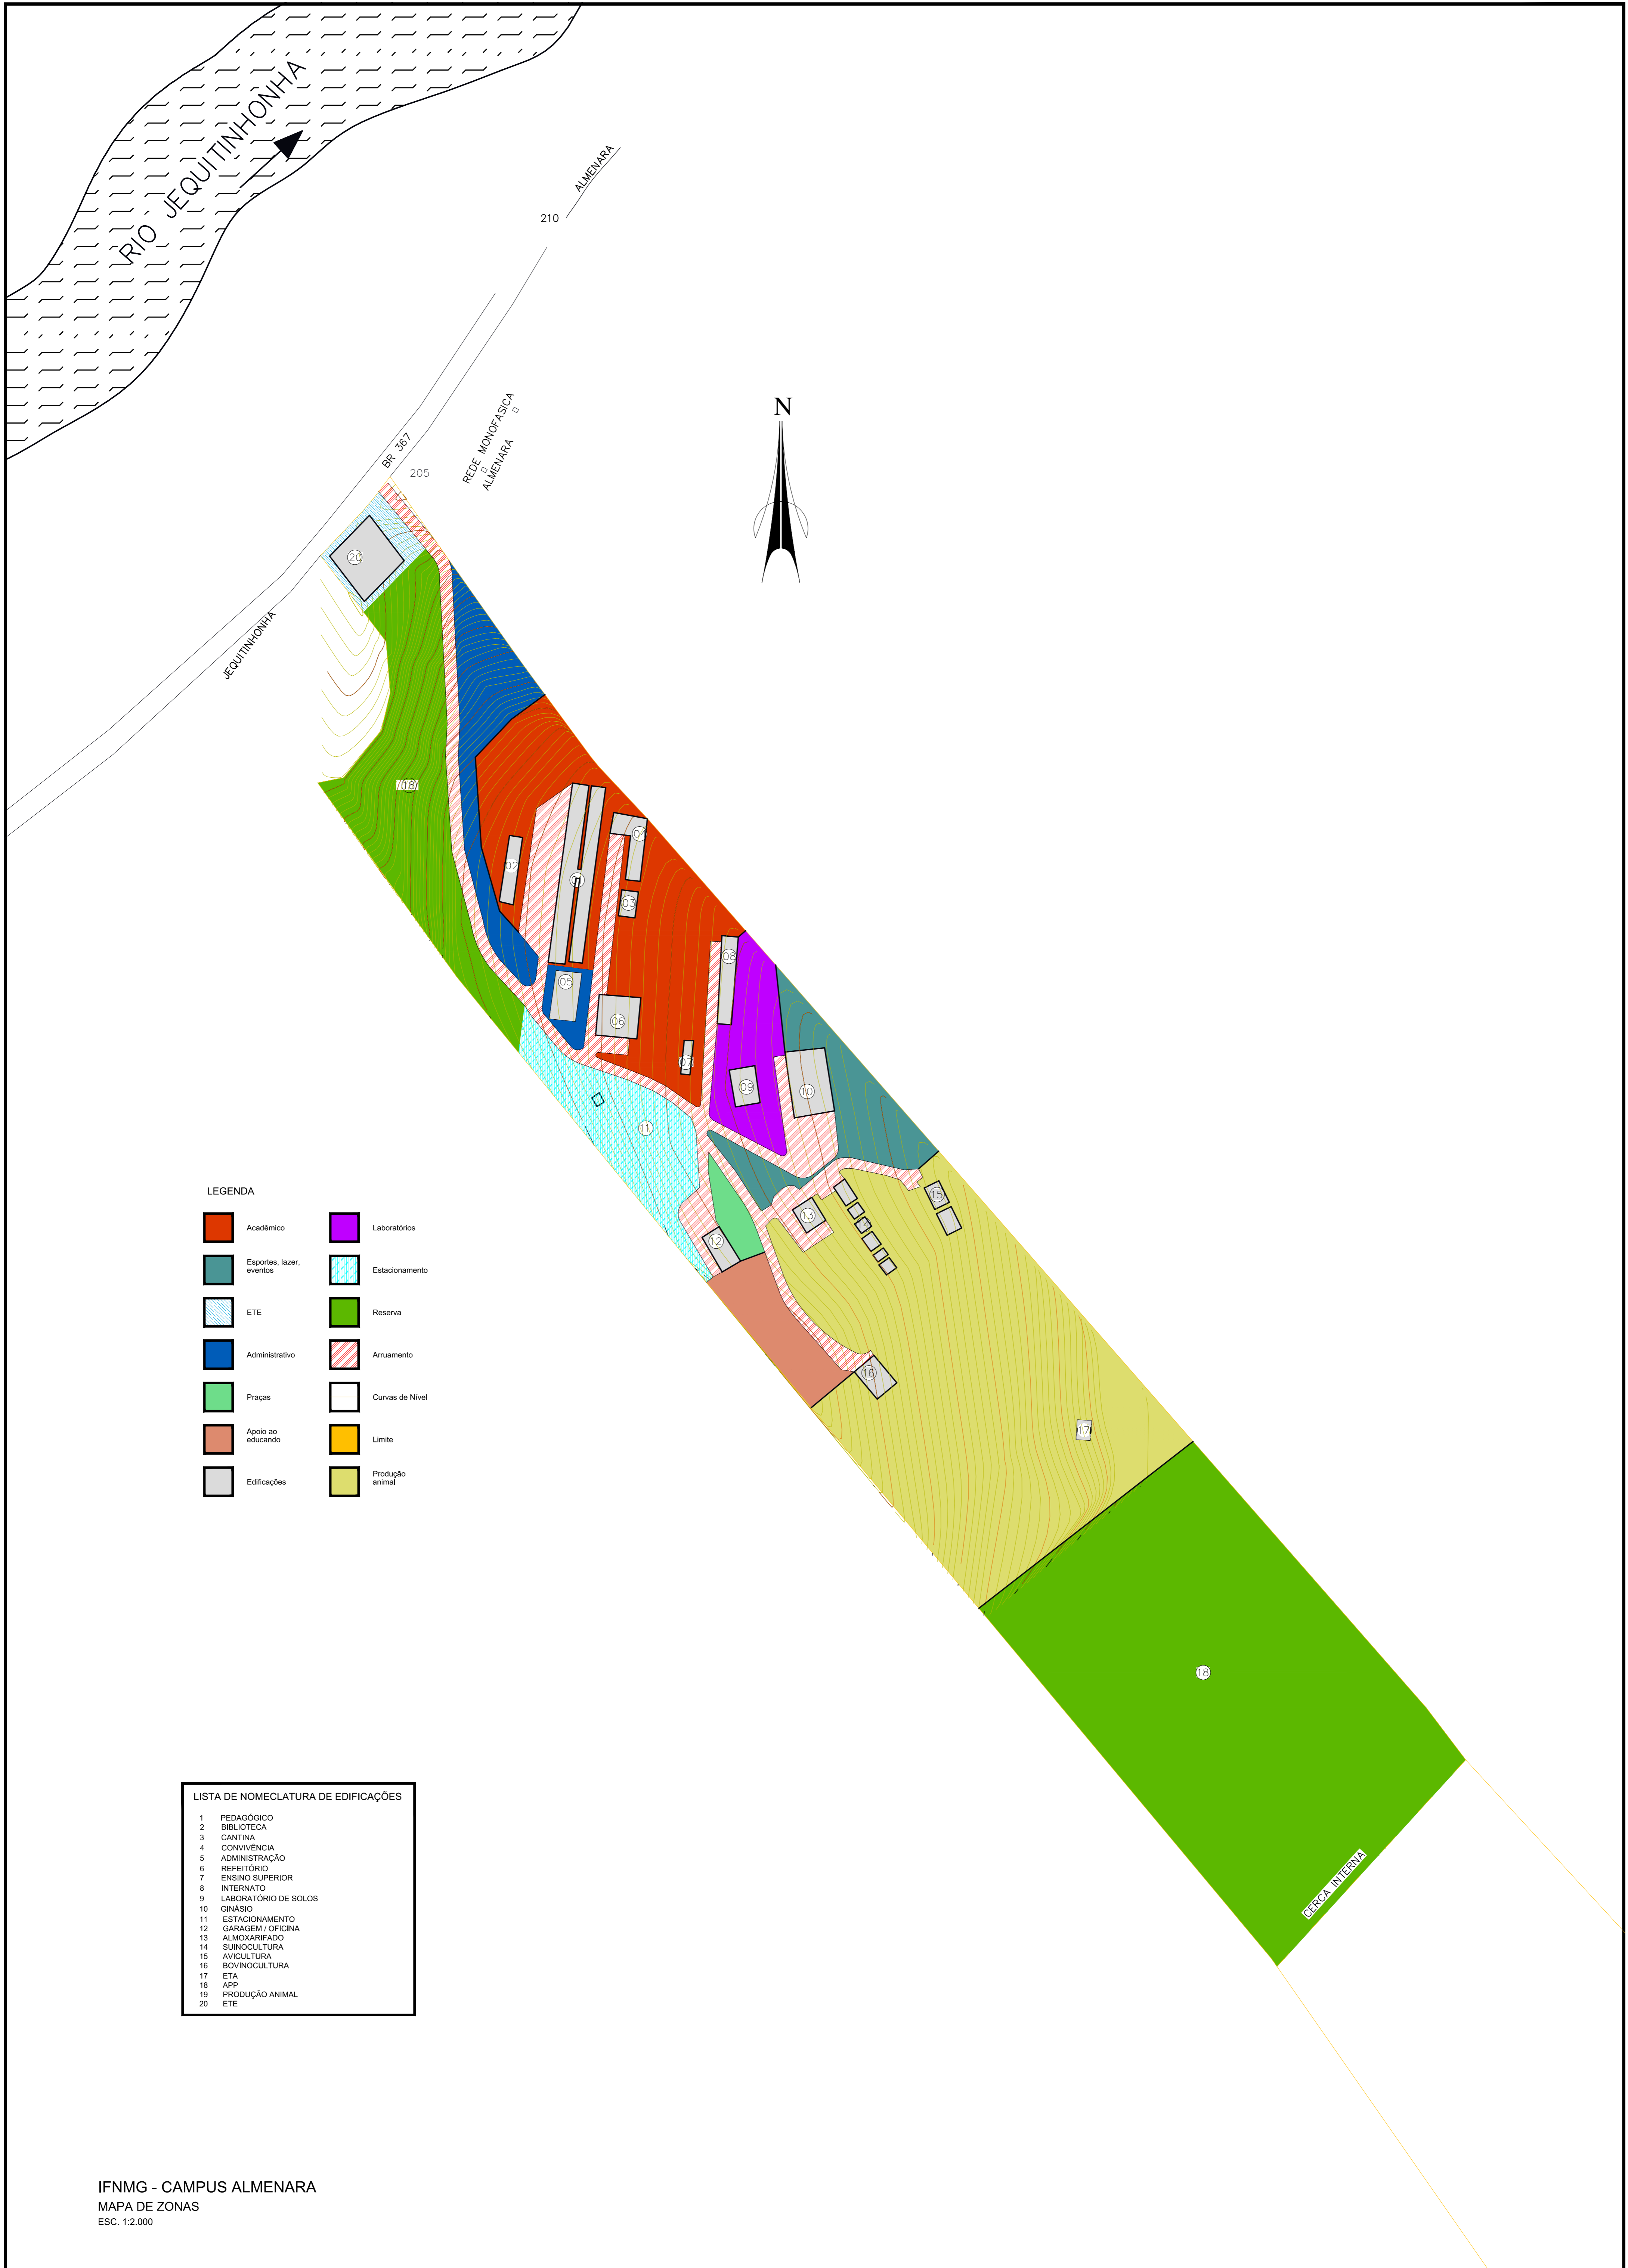 RIO JEQUITINHONHA
ALMENARA
210
REDE MONOFASICA
ALMENARA
N
BR 367
205
17
20
JEQUITINHONHA
18
04
02
03
08
05
06
07
09
10
11
15
13
14
12
16
17
18
CERCA INTERNA
LEGENDA
Acadêmico
Laboratórios
Esportes, lazer,
eventos
Estacionamento
ETE
Reserva
Administrativo
Arruamento
Praças
Curvas de Nível
Apoio ao
educando
Limite
Edificações
Produção
animal
LISTA DE NOMECLATURA DE EDIFICAÇÕES
1 PEDAGÓGICO
2 BIBLIOTECA
3 CANTINA
4 CONVIVÊNCIA
5 ADMINISTRAÇÃO
6 REFEITÓRIO
7 ENSINO SUPERIOR
8 INTERNATO
9 LABORATÓRIO DE SOLOS
10 GINÁSIO
11 ESTACIONAMENTO
12 GARAGEM / OFICINA
13 ALMOXARIFADO
14 SUINOCULTURA
15 AVICULTURA
16 BOVINOCULTURA
17 ETA
18 APP
19 PRODUÇÃO ANIMAL
20 ETE
IFNMG - CAMPUS ALMENARA
MAPA DE ZONAS
ESC. 1:2.000